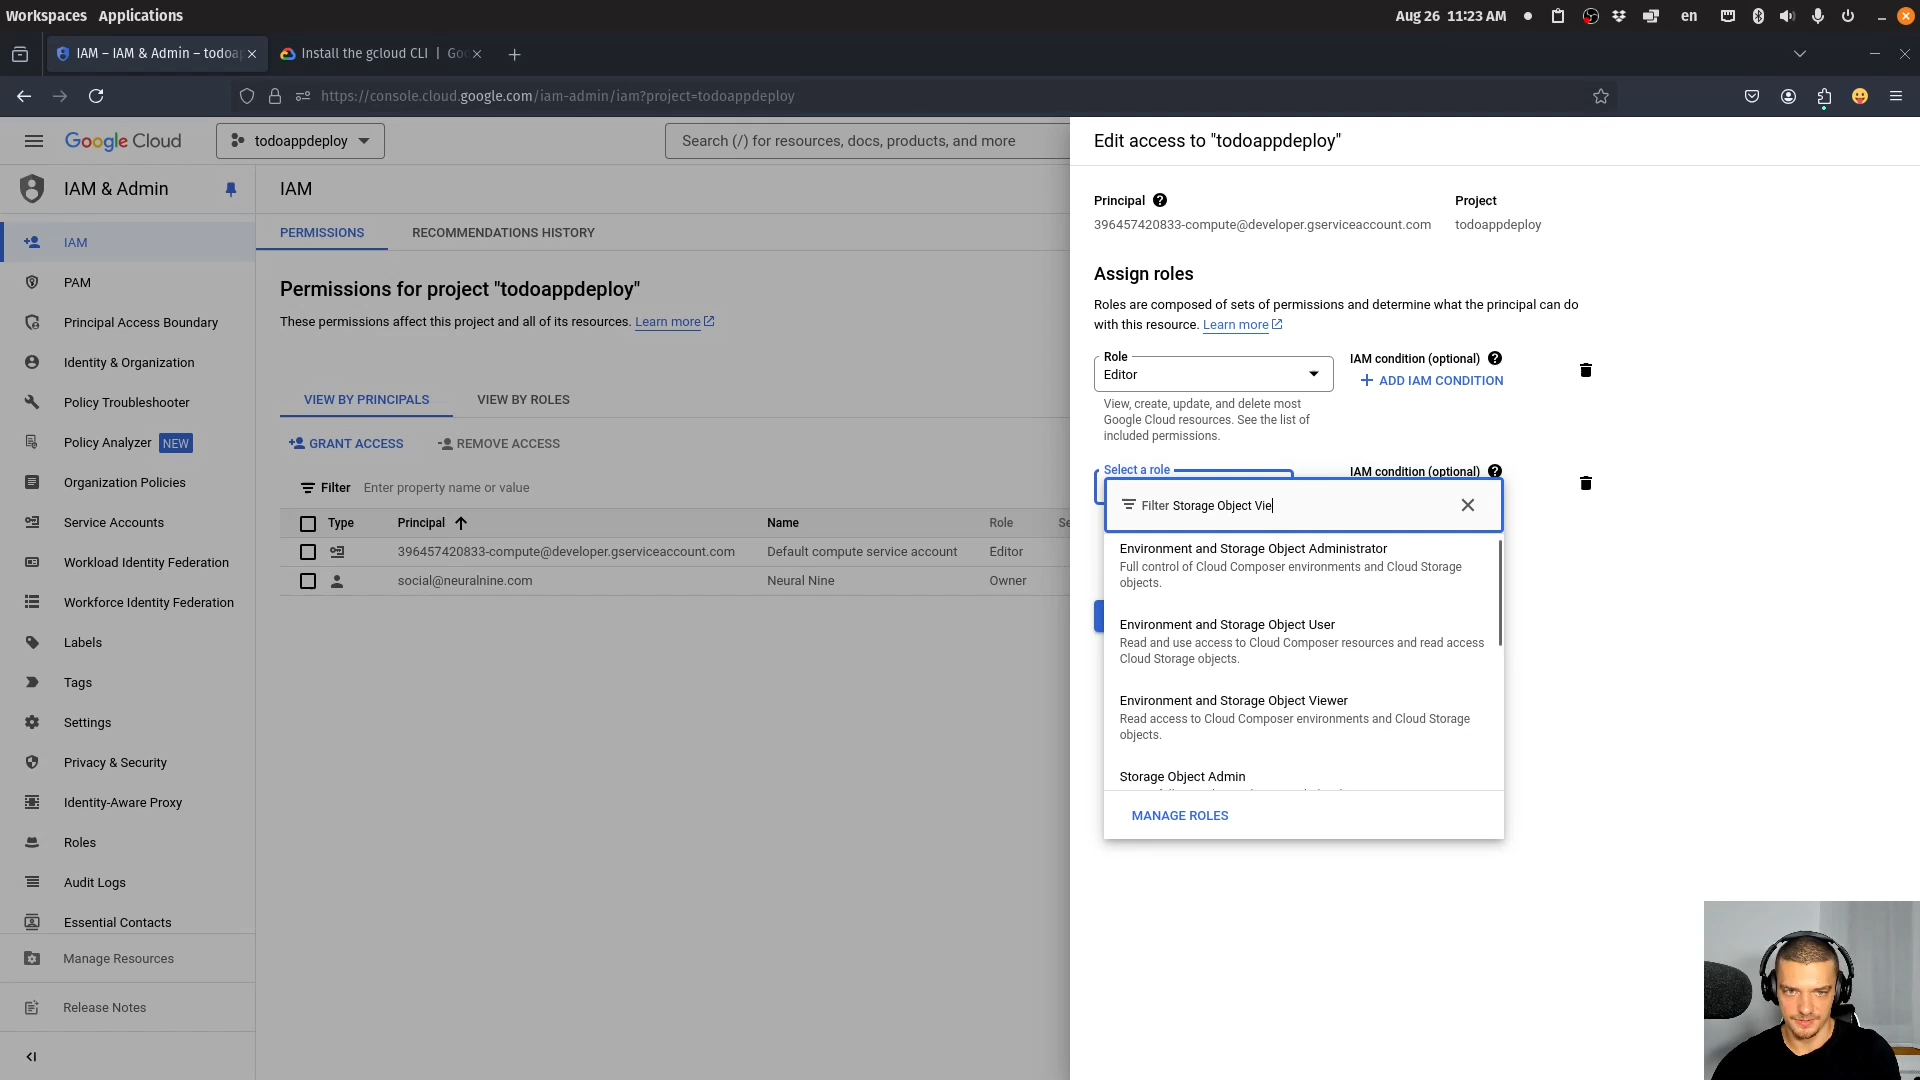 Workspaces Applications
Aug 26 11:23 AM
en
IAM – IAM & Admin – todoa
Install the gcloud CLI | Goo
https://console.cloud.google.com/iam-admin/iam?project=todoappdeploy
Google Cloud
todoappdeploy
Search (/) for resources, docs, products, and more
IAM & Admin
IAM
PAM
Principal Access Boundary
Identity & Organization
Policy Troubleshooter
Policy Analyzer NEW
Organization Policies
Service Accounts
Workload Identity Federation
Workforce Identity Federation
Labels
Tags
Settings
Privacy & Security
Identity-Aware Proxy
Roles
Audit Logs
Essential Contacts
Manage Resources
Release Notes
IAM
PERMISSIONS
RECOMMENDATIONS HISTORY
Permissions for project "todoappdeploy"
These permissions affect this project and all of its resources. Learn more
VIEW BY PRINCIPALS
VIEW BY ROLES
GRANT ACCESS
REMOVE ACCESS
Filter Enter property name or value
Type Principal Name Role Se
396457420833-compute@developer.gserviceaccount.com Default compute service account Editor
social@neuralnine.com Neural Nine Owner
Edit access to "todoappdeploy"
Principal Project
396457420833-compute@developer.gserviceaccount.com todoappdeploy
Assign roles
Roles are composed of sets of permissions and determine what the principal can do
with this resource. Learn more
Role
Editor
IAM condition (optional)
ADD IAM CONDITION
View, create, update, and delete most
Google Cloud resources. See the list of
included permissions.
Select a role
IAM condition (optional)
Filter Storage Object Vie
Environment and Storage Object Administrator
Full control of Cloud Composer environments and Cloud Storage
objects.
Environment and Storage Object User
Read and use access to Cloud Composer resources and read access
Cloud Storage objects.
Environment and Storage Object Viewer
Read access to Cloud Composer environments and Cloud Storage
objects.
Storage Object Admin
MANAGE ROLES